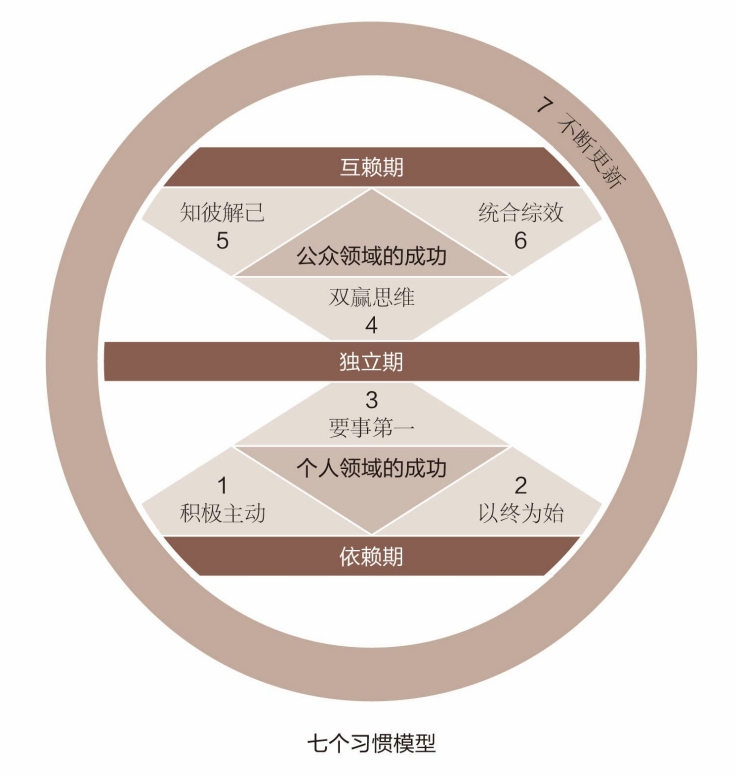 7 不断更新
互赖期
知彼解己
5
统合综效
6
公众领域的成功
双赢思维
4
独立期
3
要事第一
个人领域的成功
1
积极主动
2
以终为始
依赖期
七个习惯模型